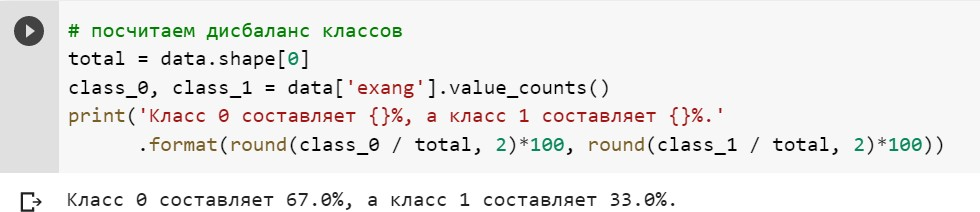 # посчитаем дисбаланс классов
total = data.shape[0]
class_0, class_1 = data['exang'].value_counts()
print('Класс 0 составляет {}%, а класс 1 составляет {}%.'
.format(round(class_0 / total, 2)*100, round(class_1 / total, 2)*100))
Класс 0 составляет 67.0%, а класс 1 составляет 33.0%.